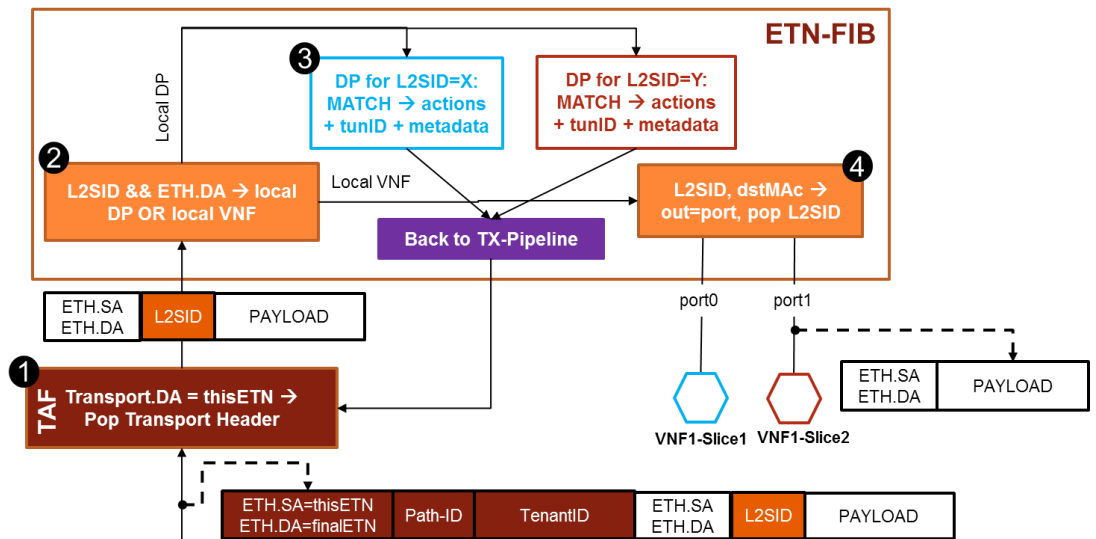 ETN-FIB
3
DP for L2SID=X:
MATCH → actions
+ tunID + metadata
DP for L2SID=Y:
MATCH → actions
+ tunID + metadata
Local DP
2
L2SID && ETH.DA → local
DP OR local VNF
Local VNF
4
L2SID, dstMAc →
out=port, pop L2SID
Back to TX-Pipeline
port0
port1
ETH.SA
ETH.DA
L2SID
PAYLOAD
1
TAF
Transport.DA = thisETN →
Pop Transport Header
ETH.SA
ETH.DA
PAYLOAD
VNF1-Slice1
VNF1-Slice2
ETH.SA=thisETN
ETH.DA=finalETN
Path-ID
TenantID
ETH.SA
ETH.DA
L2SID
PAYLOAD